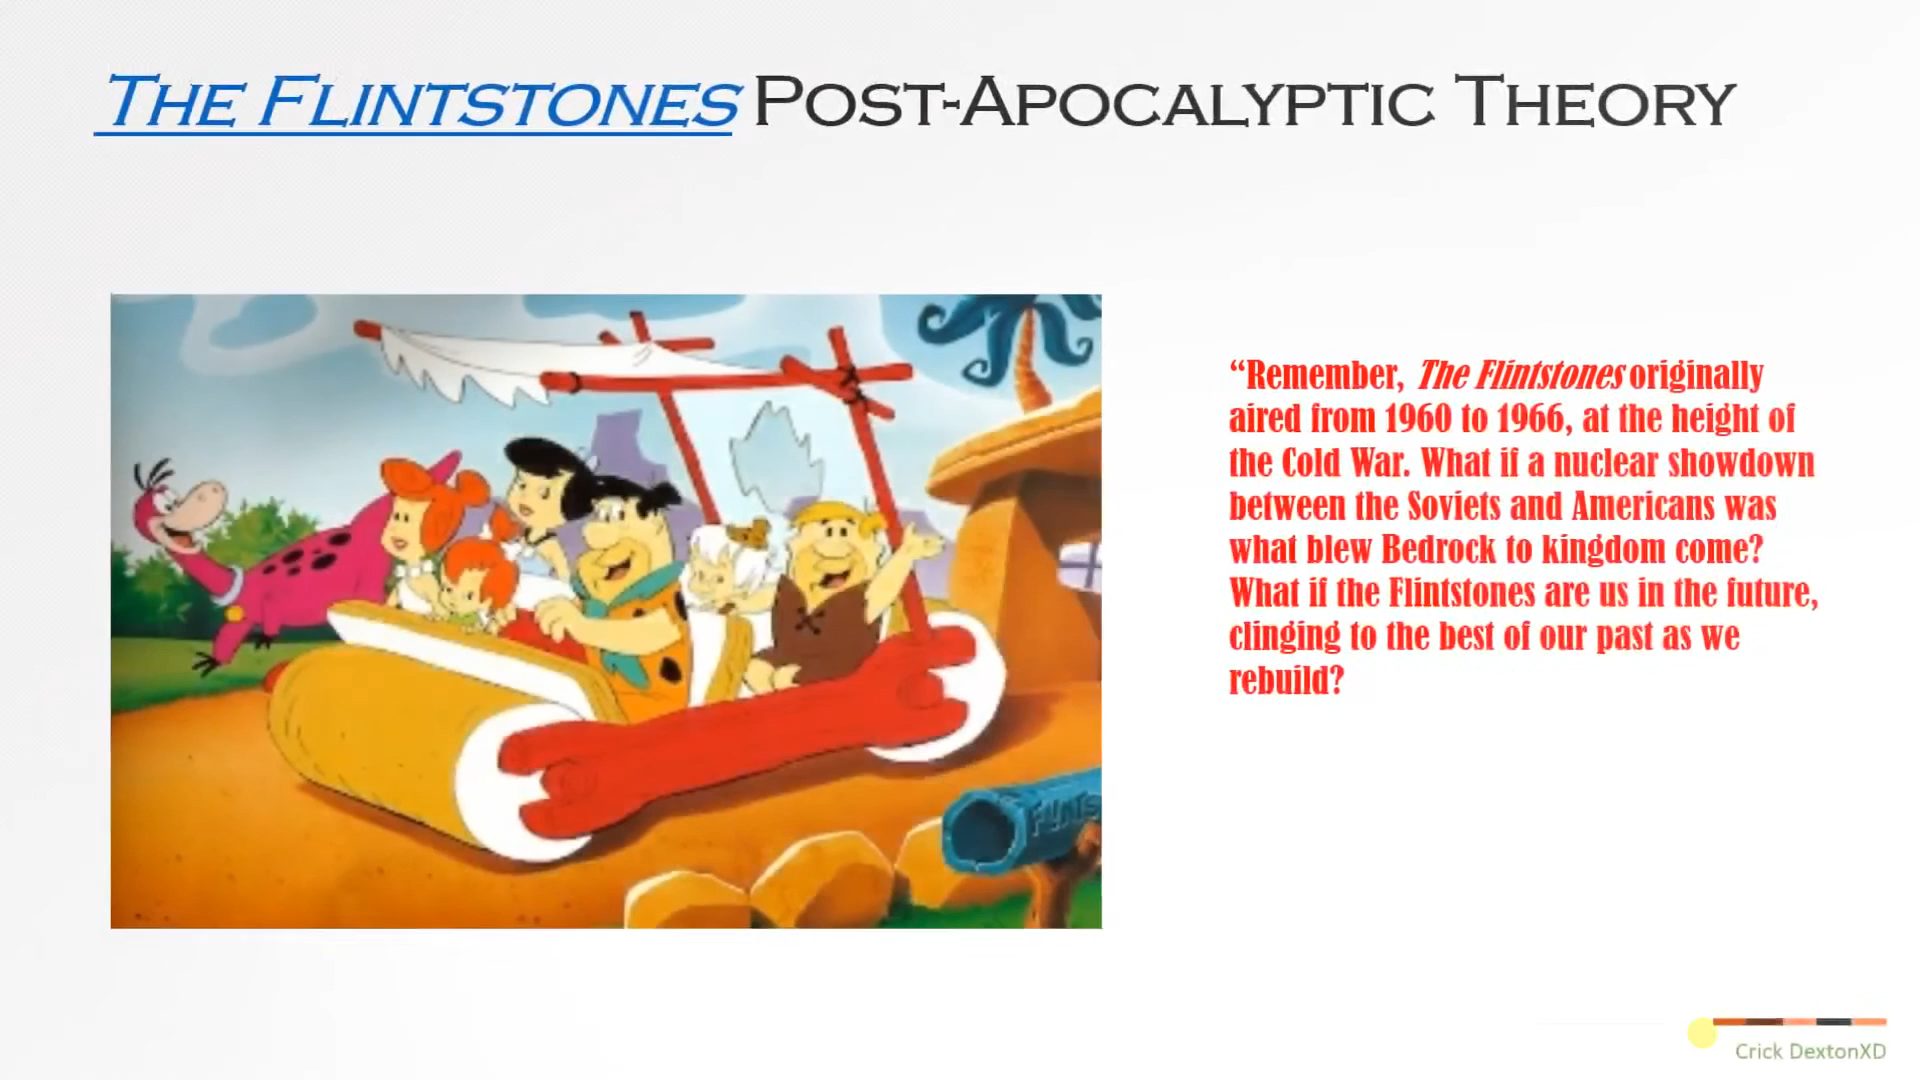 THE FLINTSTONES POST-APOCALYPTIC THEORY
“Remember, The Flintstones originally
aired from 1960 to 1966, at the height of
the Cold War. What if a nuclear showdown
between the Soviets and Americans was
what blew Bedrock to kingdom come?
What if the Flintstones are us in the future,
clinging to the best of our past as we
rebuild?
FLINTS
Crick DextonXD